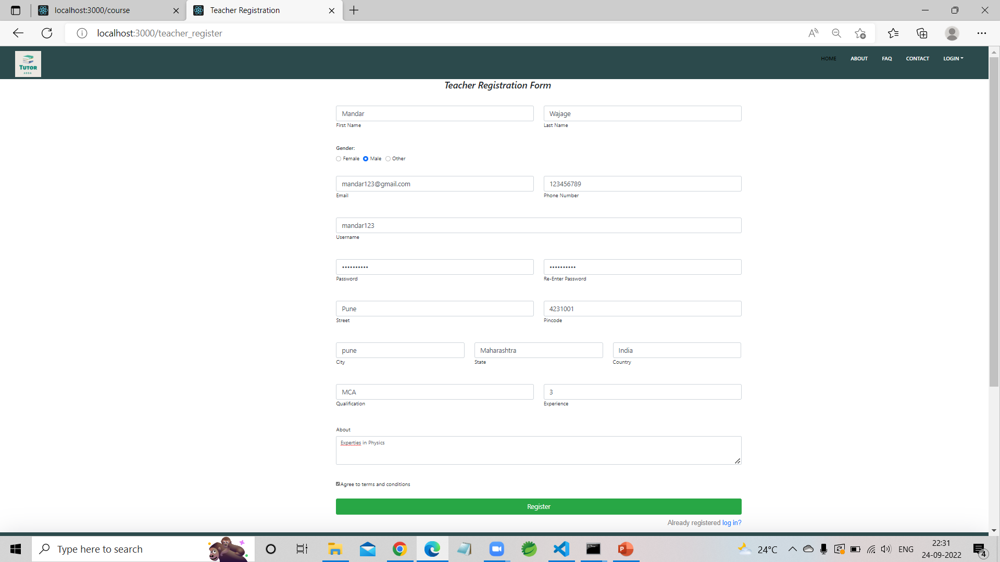 localhost:3000/course
Teacher Registration
localhost:3000/teacher_register
TUTOR
HOME ABOUT FAQ CONTACT LOGIN
Teacher Registration Form
Mandar Wajage
First Name Last Name
Gender:
Female Male Other
mandar123@gmail.com 123456789
Email Phone Number
mandar123
Username
•••••••••• ••••••••••
Password Re-Enter Password
Pune 4231001
Street Pincode
pune Maharashtra India
City State Country
MCA 3
Qualification Experience
About
Experties in Physics
Agree to terms and conditions
Register
Already registered log in?
Type here to search
24°C
ENG
22:31
24-09-2022
4